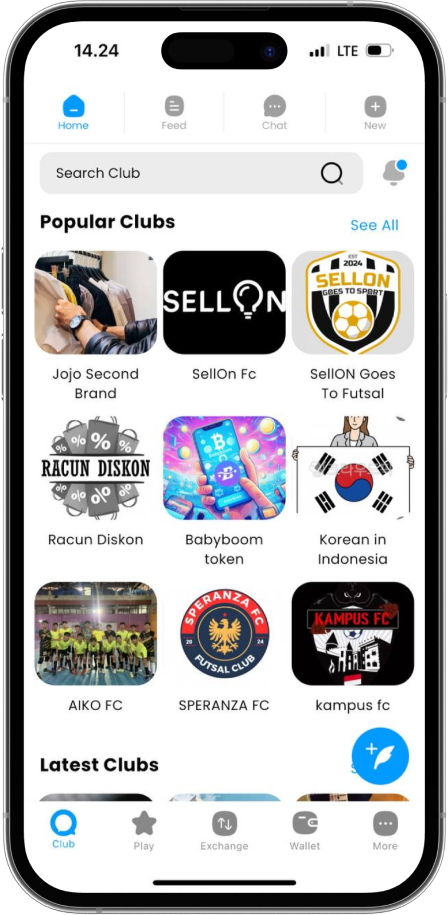 14.24
LTE
Home
Feed
Chat
New
Search Club
Popular Clubs
See All
EST
2024
SELLON
GOES TO SPORT
SELLON
Jojo Second
Brand
SellOn Fc
SellON Goes
To Futsal
RACUN DISKON
Racun Diskon
Babyboom
token
Korean in
Indonesia
SPERANZA FC
20
24
FUTSAL CLUB
KAMPUS FC
AIKO FC
SPERANZA FC
kampus fc
Latest Clubs
Club
Play
Exchange
Wallet
More